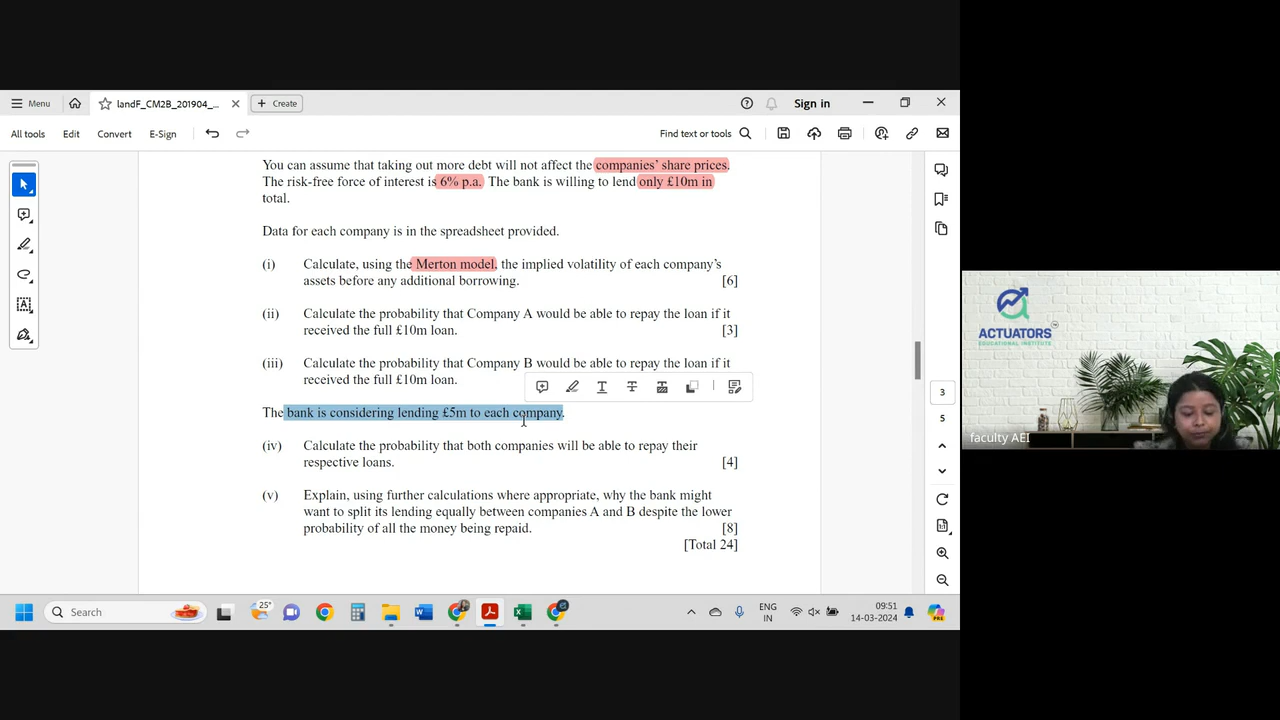 Menu
landF_CM2B_201904_...
Create
Sign in
All tools
Edit
Convert
E-Sign
Find text or tools
You can assume that taking out more debt will not affect the companies' share prices.
The risk-free force of interest is 6% p.a. The bank is willing to lend only £10m in
total.
Data for each company is in the spreadsheet provided.
(i) Calculate, using the Merton model, the implied volatility of each company's
assets before any additional borrowing. [6]
(ii) Calculate the probability that Company A would be able to repay the loan if it
received the full £10m loan. [3]
(iii) Calculate the probability that Company B would be able to repay the loan if it
received the full £10m loan.
The bank is considering lending £5m to each company.
(iv) Calculate the probability that both companies will be able to repay their
respective loans. [4]
(v) Explain, using further calculations where appropriate, why the bank might
want to split its lending equally between companies A and B despite the lower
probability of all the money being repaid. [8]
[Total 24]
3
5
ACTUATORS
EDUCATIONAL INSTITUTE
faculty AEI
Search
25°
ENG
IN
09:51
14-03-2024